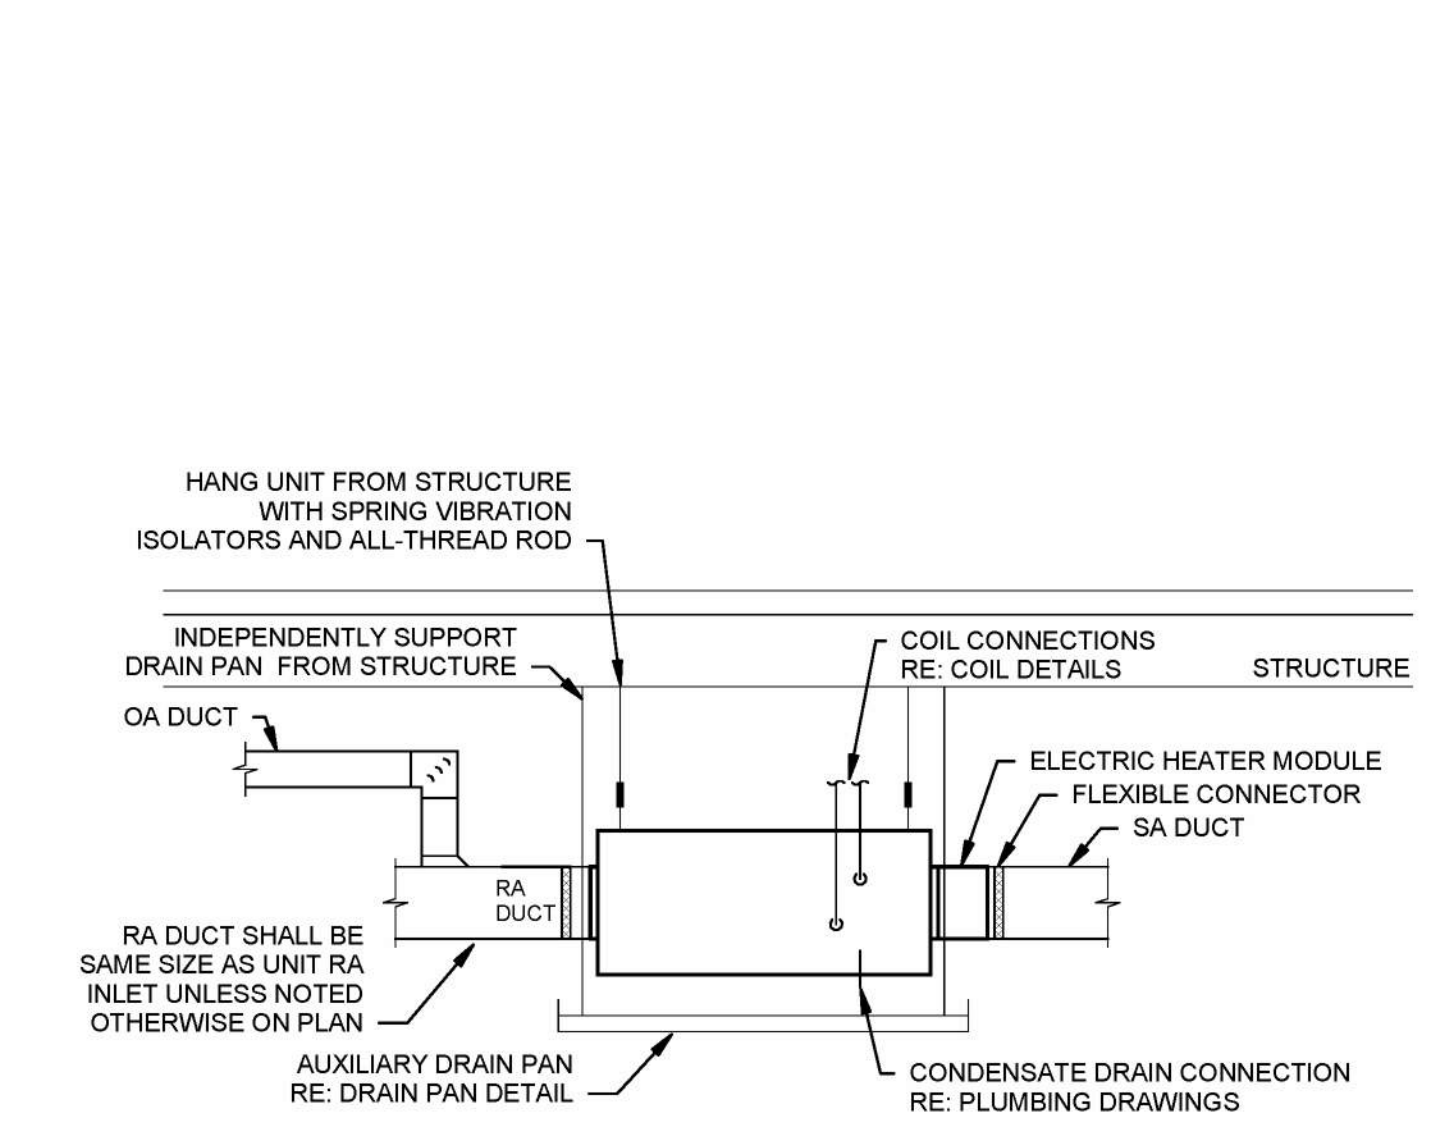 HANG UNIT FROM STRUCTURE
WITH SPRING VIBRATION
ISOLATORS AND ALL-THREAD ROD
INDEPENDENTLY SUPPORT
DRAIN PAN FROM STRUCTURE
COIL CONNECTIONS
RE: COIL DETAILS
STRUCTURE
OA DUCT
ELECTRIC HEATER MODULE
FLEXIBLE CONNECTOR
SA DUCT
RA
DUCT
RA DUCT SHALL BE
SAME SIZE AS UNIT RA
INLET UNLESS NOTED
OTHERWISE ON PLAN
AUXILIARY DRAIN PAN
RE: DRAIN PAN DETAIL
CONDENSATE DRAIN CONNECTION
RE: PLUMBING DRAWINGS